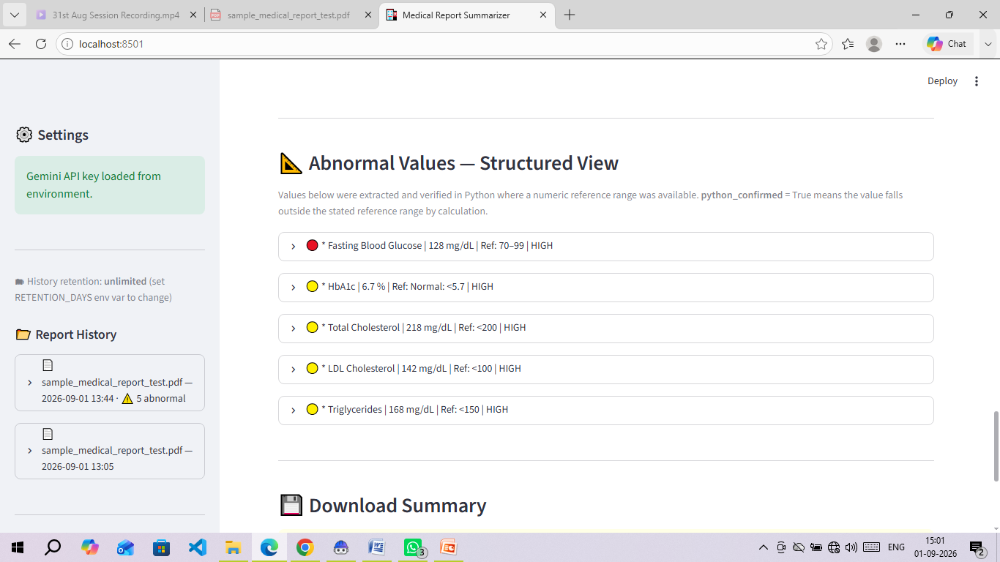 31st Aug Session Recording.mp4
sample_medical_report_test.pdf
Medical Report Summarizer
localhost:8501
Chat
Deploy
Settings
Gemini API key loaded from
environment.
History retention: unlimited (set
RETENTION_DAYS env var to change)
Report History
sample_medical_report_test.pdf —
2026-09-01 13:44 · ⚠ 5 abnormal
sample_medical_report_test.pdf —
2026-09-01 13:05
Abnormal Values — Structured View
Values below were extracted and verified in Python where a numeric reference range was available. python_confirmed = True means the value falls
outside the stated reference range by calculation.
* Fasting Blood Glucose | 128 mg/dL | Ref: 70–99 | HIGH
* HbA1c | 6.7 % | Ref: Normal: <5.7 | HIGH
* Total Cholesterol | 218 mg/dL | Ref: <200 | HIGH
* LDL Cholesterol | 142 mg/dL | Ref: <100 | HIGH
* Triglycerides | 168 mg/dL | Ref: <150 | HIGH
Download Summary
3
ENG
15:01
01-09-2026
2